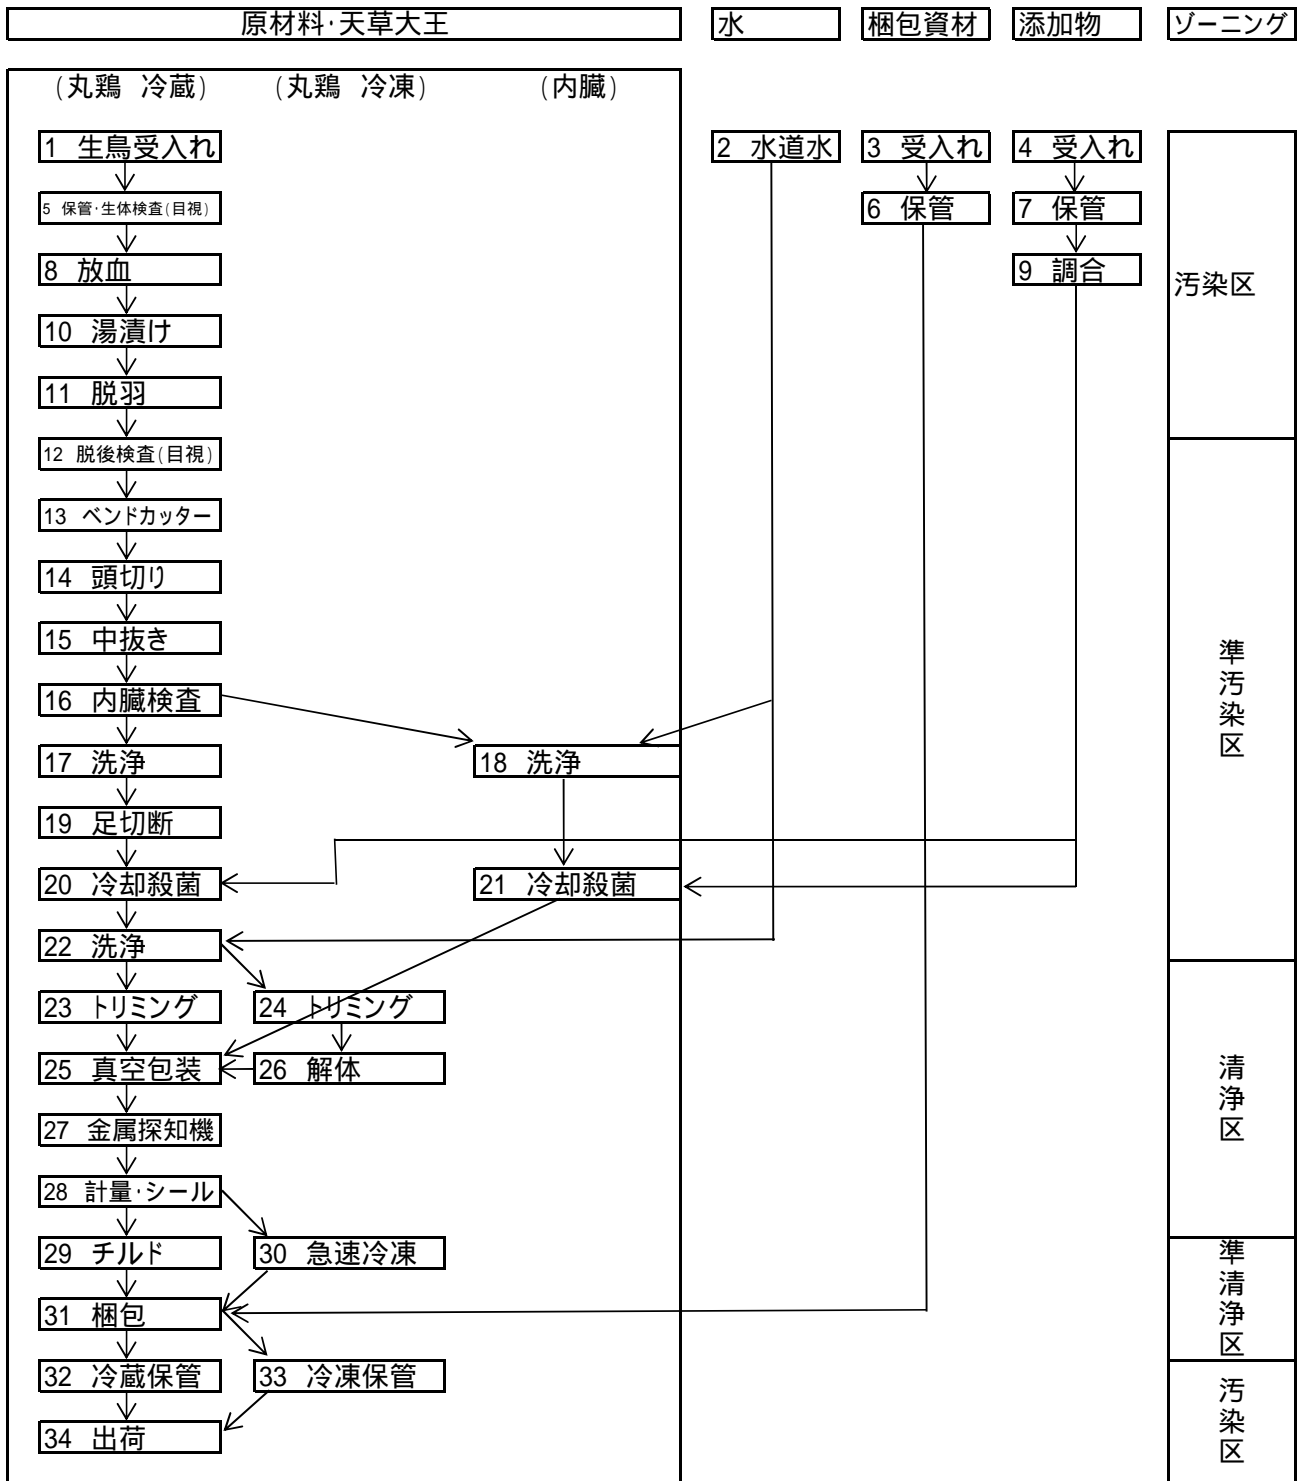 原材料･天草大王 水 梱包資材 添加物 ゾーニング
(丸鶏 冷蔵) (丸鶏 冷凍) (内臓)
1 生鳥受入れ 2 水道水 3 受入れ 4 受入れ
5 保管･生体検査(目視) 6 保管 7 保管
8 放血 9 調合
汚染区
10 湯漬け
11 脱羽
12 脱後検査(目視)
13 ベンドカッター
14 頭切り
15 中抜き
16 内臓検査
準汚染区
17 洗浄 18 洗浄
19 足切断
20 冷却殺菌 21 冷却殺菌
22 洗浄
23 トリミング 24 トリミング
25 真空包装 26 解体
清浄区
27 金属探知機
28 計量･シール
29 チルド 30 急速冷凍
準清浄区
31 梱包
32 冷蔵保管 33 冷凍保管
汚染区
34 出荷